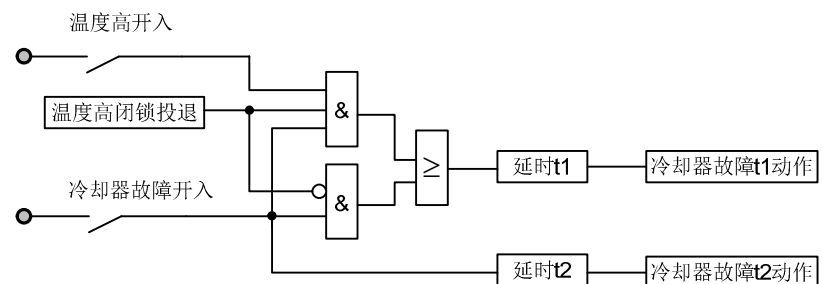 温度高开入
温度高闭锁投退
&
冷却器故障开入
&
≥
延时t1
冷却器故障t1动作
延时t2
冷却器故障t2动作